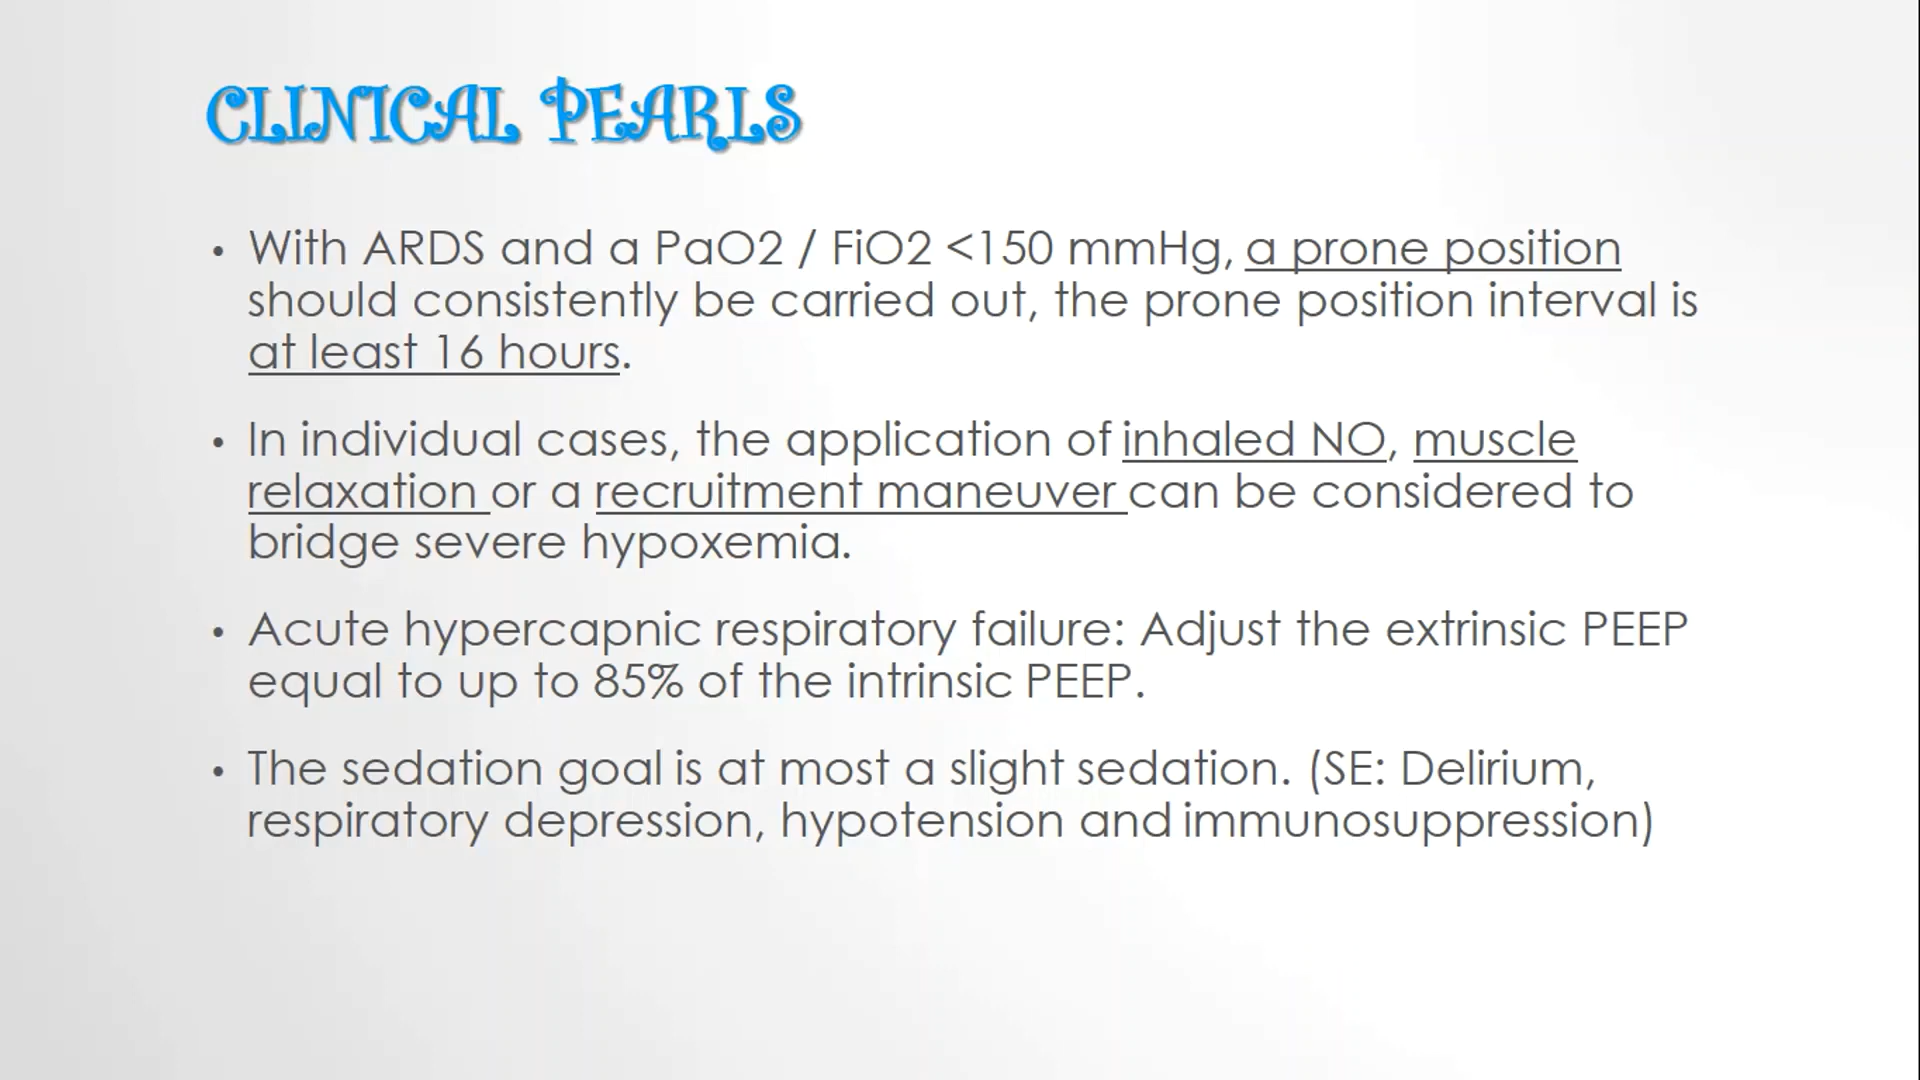 CLINICAL PEARLS
• With ARDS and a PaO2 / FiO2 <150 mmHg, a prone position
should consistently be carried out, the prone position interval is
at least 16 hours.
• In individual cases, the application of inhaled NO, muscle
relaxation or a recruitment maneuver can be considered to
bridge severe hypoxemia.
• Acute hypercapnic respiratory failure: Adjust the extrinsic PEEP
equal to up to 85% of the intrinsic PEEP.
• The sedation goal is at most a slight sedation. (SE: Delirium,
respiratory depression, hypotension and immunosuppression)